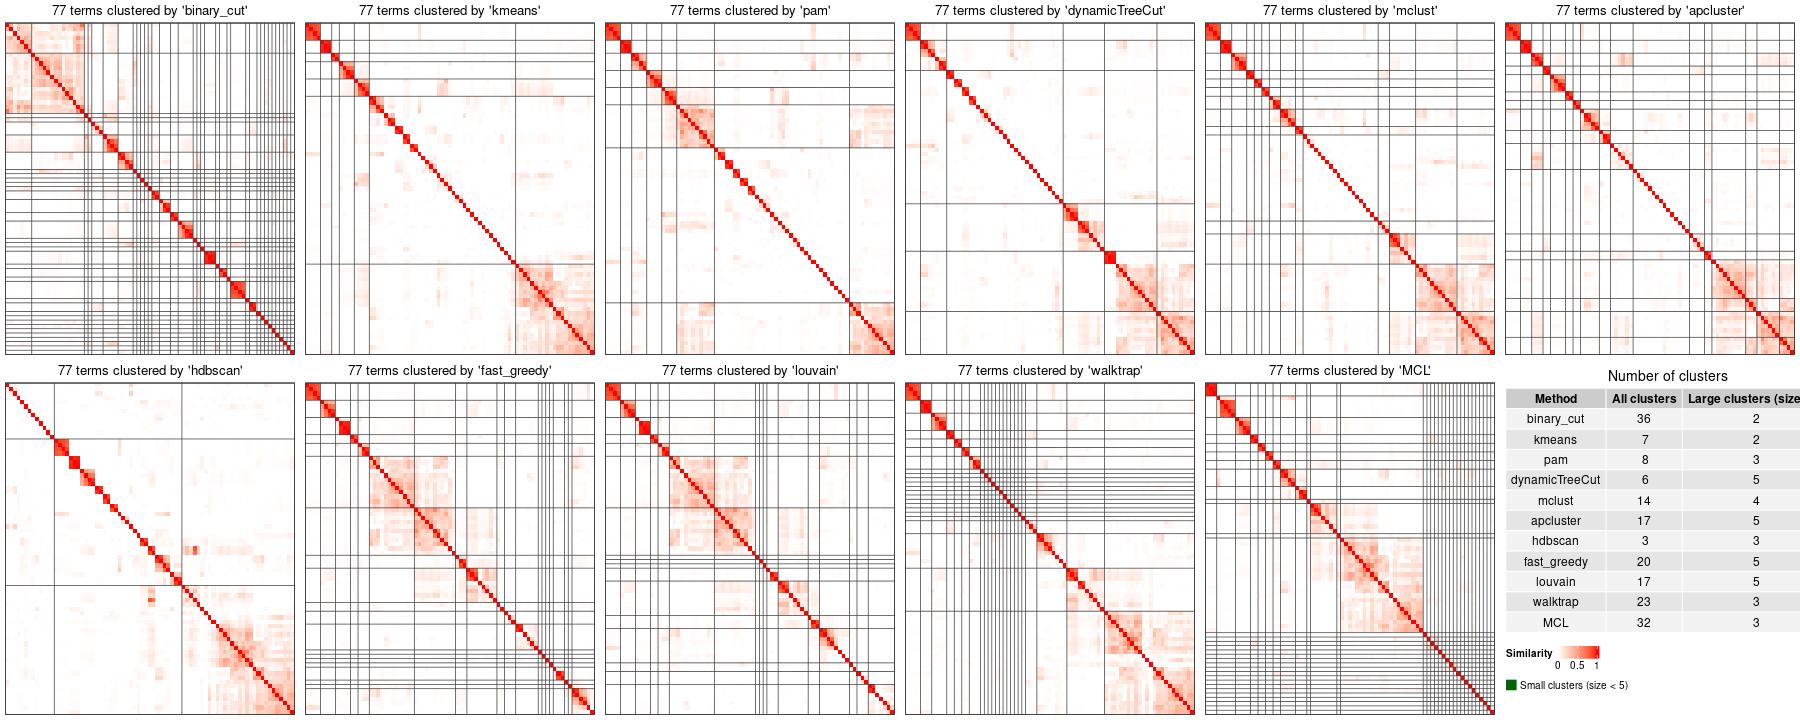 77 terms clustered by 'binary_cut'
77 terms clustered by 'kmeans'
77 terms clustered by 'pam'
77 terms clustered by 'dynamicTreeCut'
77 terms clustered by 'mclust'
77 terms clustered by 'apcluster'
77 terms clustered by 'hdbscan'
77 terms clustered by 'fast_greedy'
77 terms clustered by 'louvain'
77 terms clustered by 'walktrap'
77 terms clustered by 'MCL'
Number of clusters
Method All clusters Large clusters (size
binary_cut 36 2
kmeans 7 2
pam 8 3
dynamicTreeCut 6 5
mclust 14 4
apcluster 17 5
hdbscan 3 3
fast_greedy 20 5
louvain 17 5
walktrap 23 3
MCL 32 3
Similarity
0 0.5 1
Small clusters (size < 5)